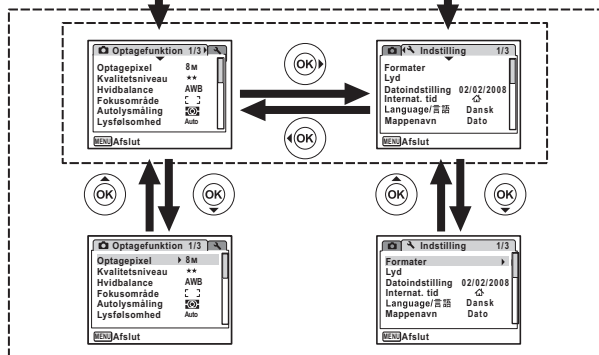 Optagefunktion 1/3
Optagepixel 8M
Kvalitetsniveau ★★
Hvidbalance AWB
Fokusområde [ ]
Autolysmåling
Lysfølsomhed Auto
MENU Afslut
OK
OK
Indstilling 1/3
Formater
Lyd
Datoindstilling 02/02/2008
Internat. tid
Language/言語 Dansk
Mappenavn Dato
MENU Afslut
OK
OK
OK
OK
Optagefunktion 1/3
Optagepixel 8M
Kvalitetsniveau ★★
Hvidbalance AWB
Fokusområde [ ]
Autolysmåling
Lysfølsomhed Auto
MENU Afslut
Indstilling 1/3
Formater
Lyd
Datoindstilling 02/02/2008
Internat. tid
Language/言語 Dansk
Mappenavn Dato
MENU Afslut